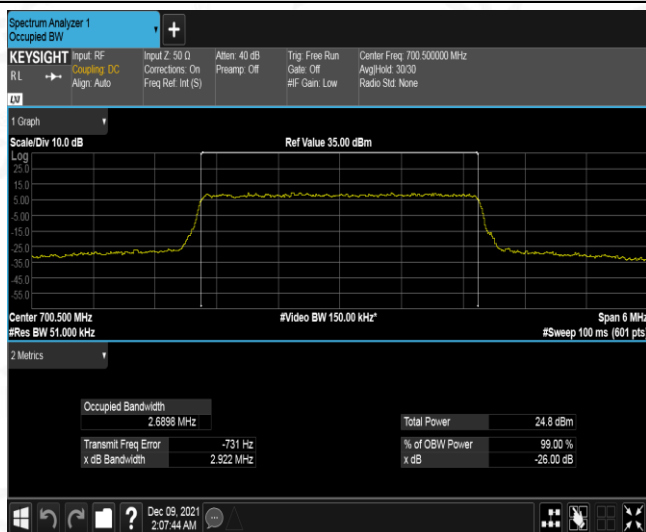 Spectrum Analyzer 1
Occupied BW
+
KEYSIGHT
R L
LXI
Input: RF
Coupling: DC
Align: Auto
Input Z: 50 Ω
Corrections: On
Freq Ref: Int (S)
Atten: 40 dB
Preamp: Off
Trig: Free Run
Gate: Off
#IF Gain: Low
Center Freq: 700.500000 MHz
Avg|Hold: 30/30
Radio Std: None
1 Graph
Scale/Div 10.0 dB
Ref Value 35.00 dBm
Log
25.0
15.0
5.00
-5.00
-15.0
-25.0
-35.0
-45.0
-55.0
Center 700.500 MHz
#Video BW 150.00 kHz*
Span 6 MHz
#Res BW 51.000 kHz
#Sweep 100 ms (601 pts)
2 Metrics
Occupied Bandwidth
2.6898 MHz
Total Power 24.8 dBm
Transmit Freq Error -731 Hz
% of OBW Power 99.00 %
x dB Bandwidth 2.922 MHz
x dB -26.00 dB
?
Dec 09, 2021
2:07:44 AM